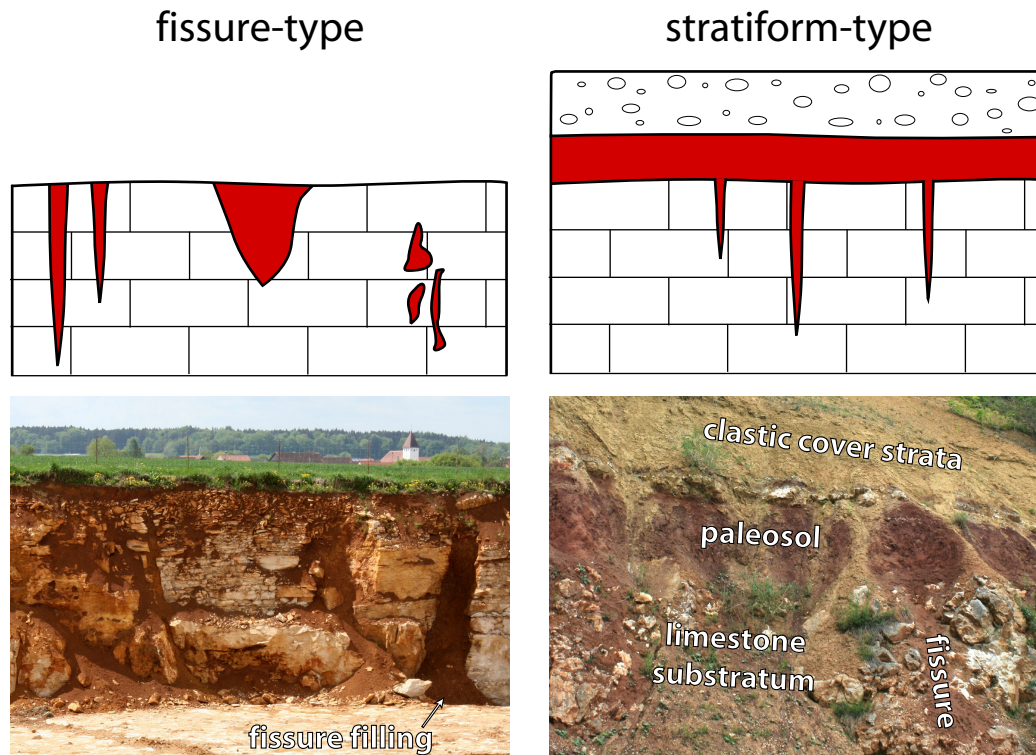 fissure-type
stratiform-type
fissure filling
clastic cover strata
paleosol
limestone
substratum
fissure